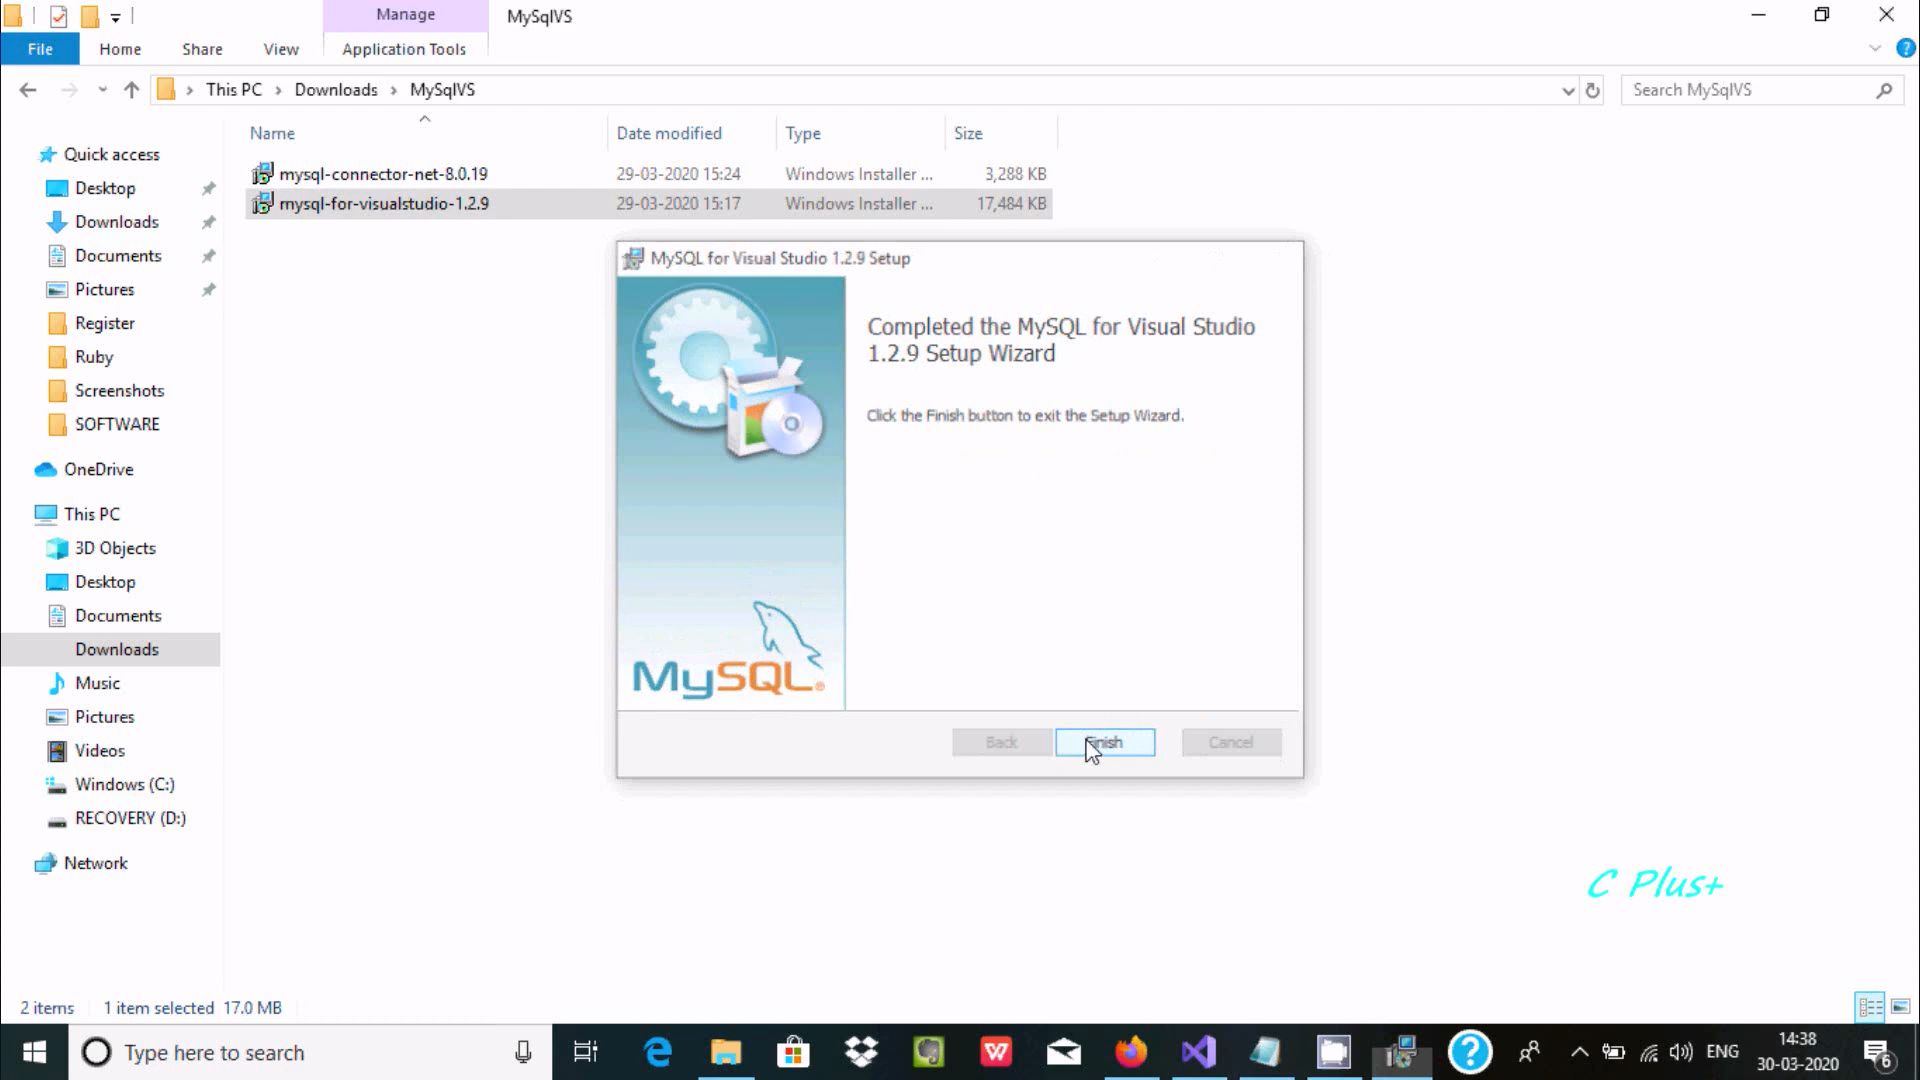 Manage
MySqlVS
File
Home
Share
View
Application Tools
This PC
Downloads
MySqlVS
Search MySqlVS
Name
Date modified
Type
Size
mysql-connector-net-8.0.19
29-03-2020 15:24
Windows Installer ...
3,288 KB
mysql-for-visualstudio-1.2.9
29-03-2020 15:17
Windows Installer ...
17,484 KB
Quick access
Desktop
Downloads
Documents
Pictures
Register
Ruby
Screenshots
SOFTWARE
OneDrive
This PC
3D Objects
Desktop
Documents
Downloads
Music
Pictures
Videos
Windows (C:)
RECOVERY (D:)
Network
MySQL for Visual Studio 1.2.9 Setup
Completed the MySQL for Visual Studio
1.2.9 Setup Wizard
Click the Finish button to exit the Setup Wizard.
MySQL®
Back
Finish
Cancel
C Plus+
2 items
1 item selected 17.0 MB
Type here to search
W
ENG
14:38
30-03-2020
6